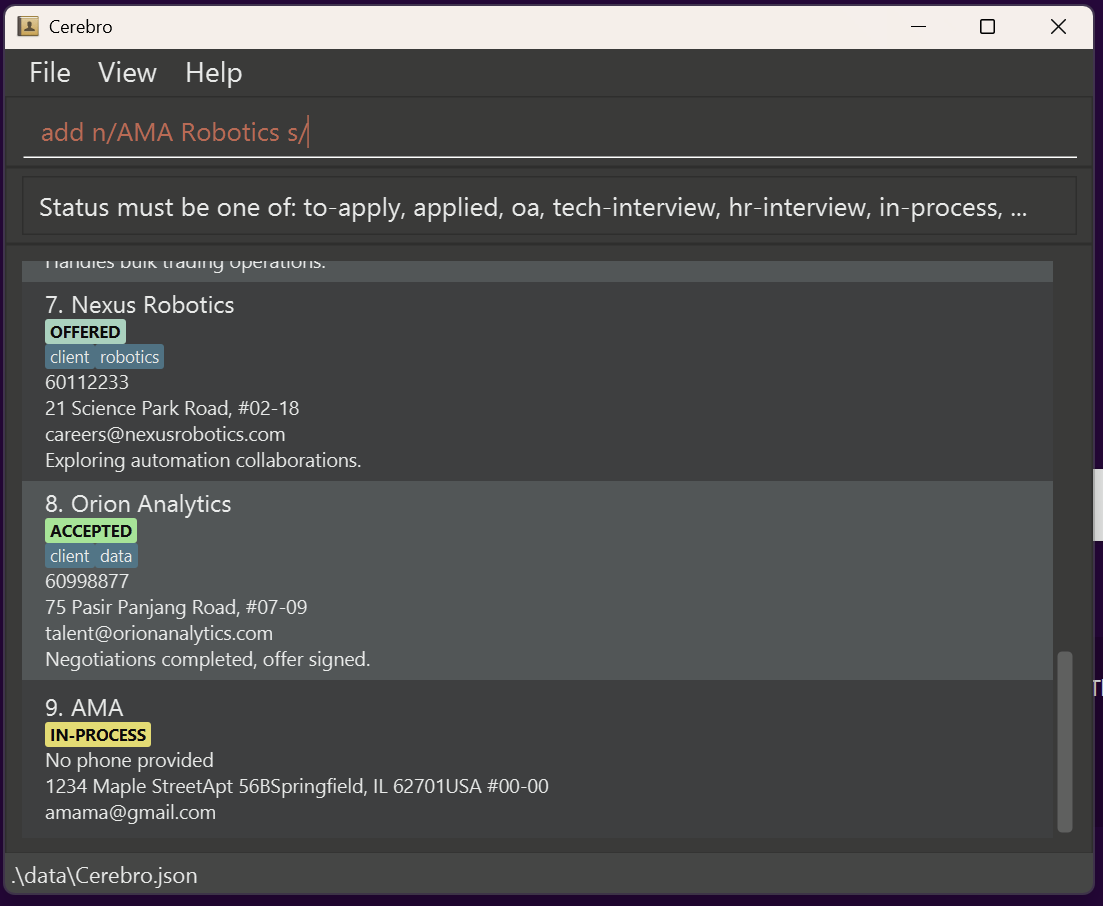 Cerebro
File View Help
add n/AMA Robotics s/
Status must be one of: to-apply, applied, oa, tech-interview, hr-interview, in-process, ...
Handles bulk trading operations.
7. Nexus Robotics
OFFERED
client robotics
60112233
21 Science Park Road, #02-18
careers@nexusrobotics.com
Exploring automation collaborations.
8. Orion Analytics
ACCEPTED
client data
60998877
75 Pasir Panjang Road, #07-09
talent@orionanalytics.com
Negotiations completed, offer signed.
9. AMA
IN-PROCESS
No phone provided
1234 Maple StreetApt 56BSpringfield, IL 62701USA #00-00
amama@gmail.com
.\data\Cerebro.json